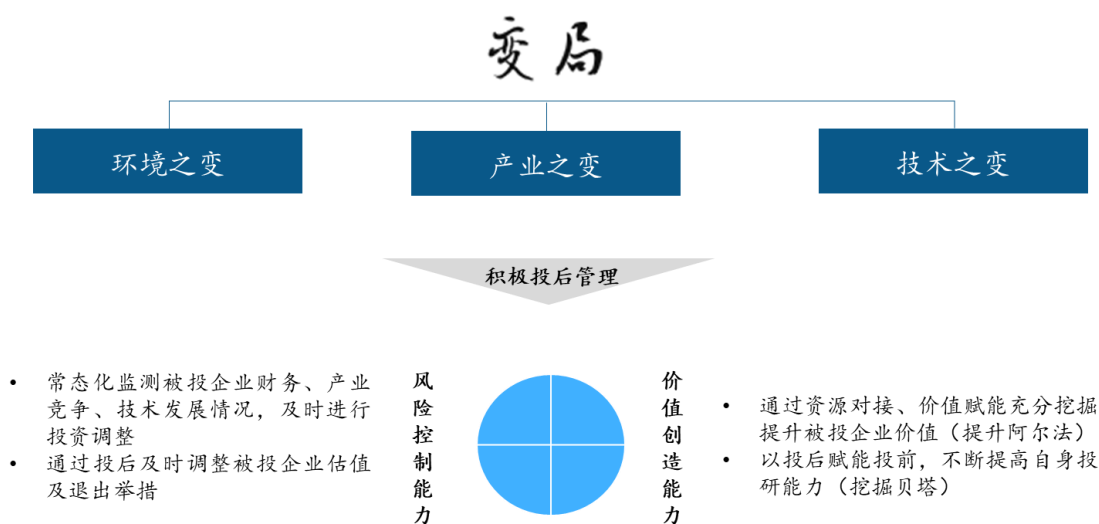 变局
环境之变
产业之变
技术之变
积极投后管理
• 常态化监测被投企业财务、产业
竞争、技术发展情况，及时进行
投资调整
• 通过投后及时调整被投企业估值
及退出举措
风险控制能力
价值创造能力
• 通过资源对接、价值赋能充分挖掘
提升被投企业价值（提升阿尔法）
• 以投后赋能投前，不断提高自身投
研能力（挖掘贝塔）